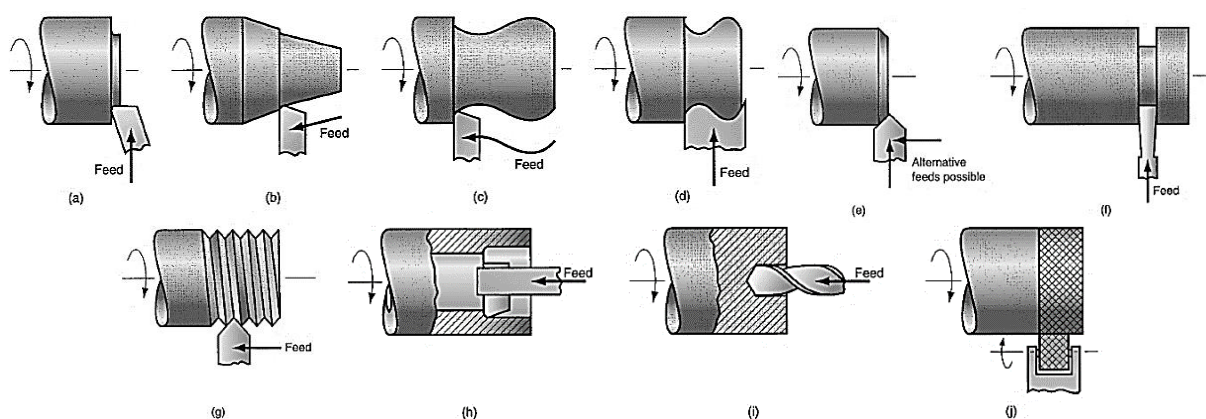 Feed
(a)
Feed
(b)
Feed
(c)
Feed
(d)
Alternative
feeds possible
(e)
Feed
(f)
Feed
(g)
Feed
(h)
Feed
(i)
(j)